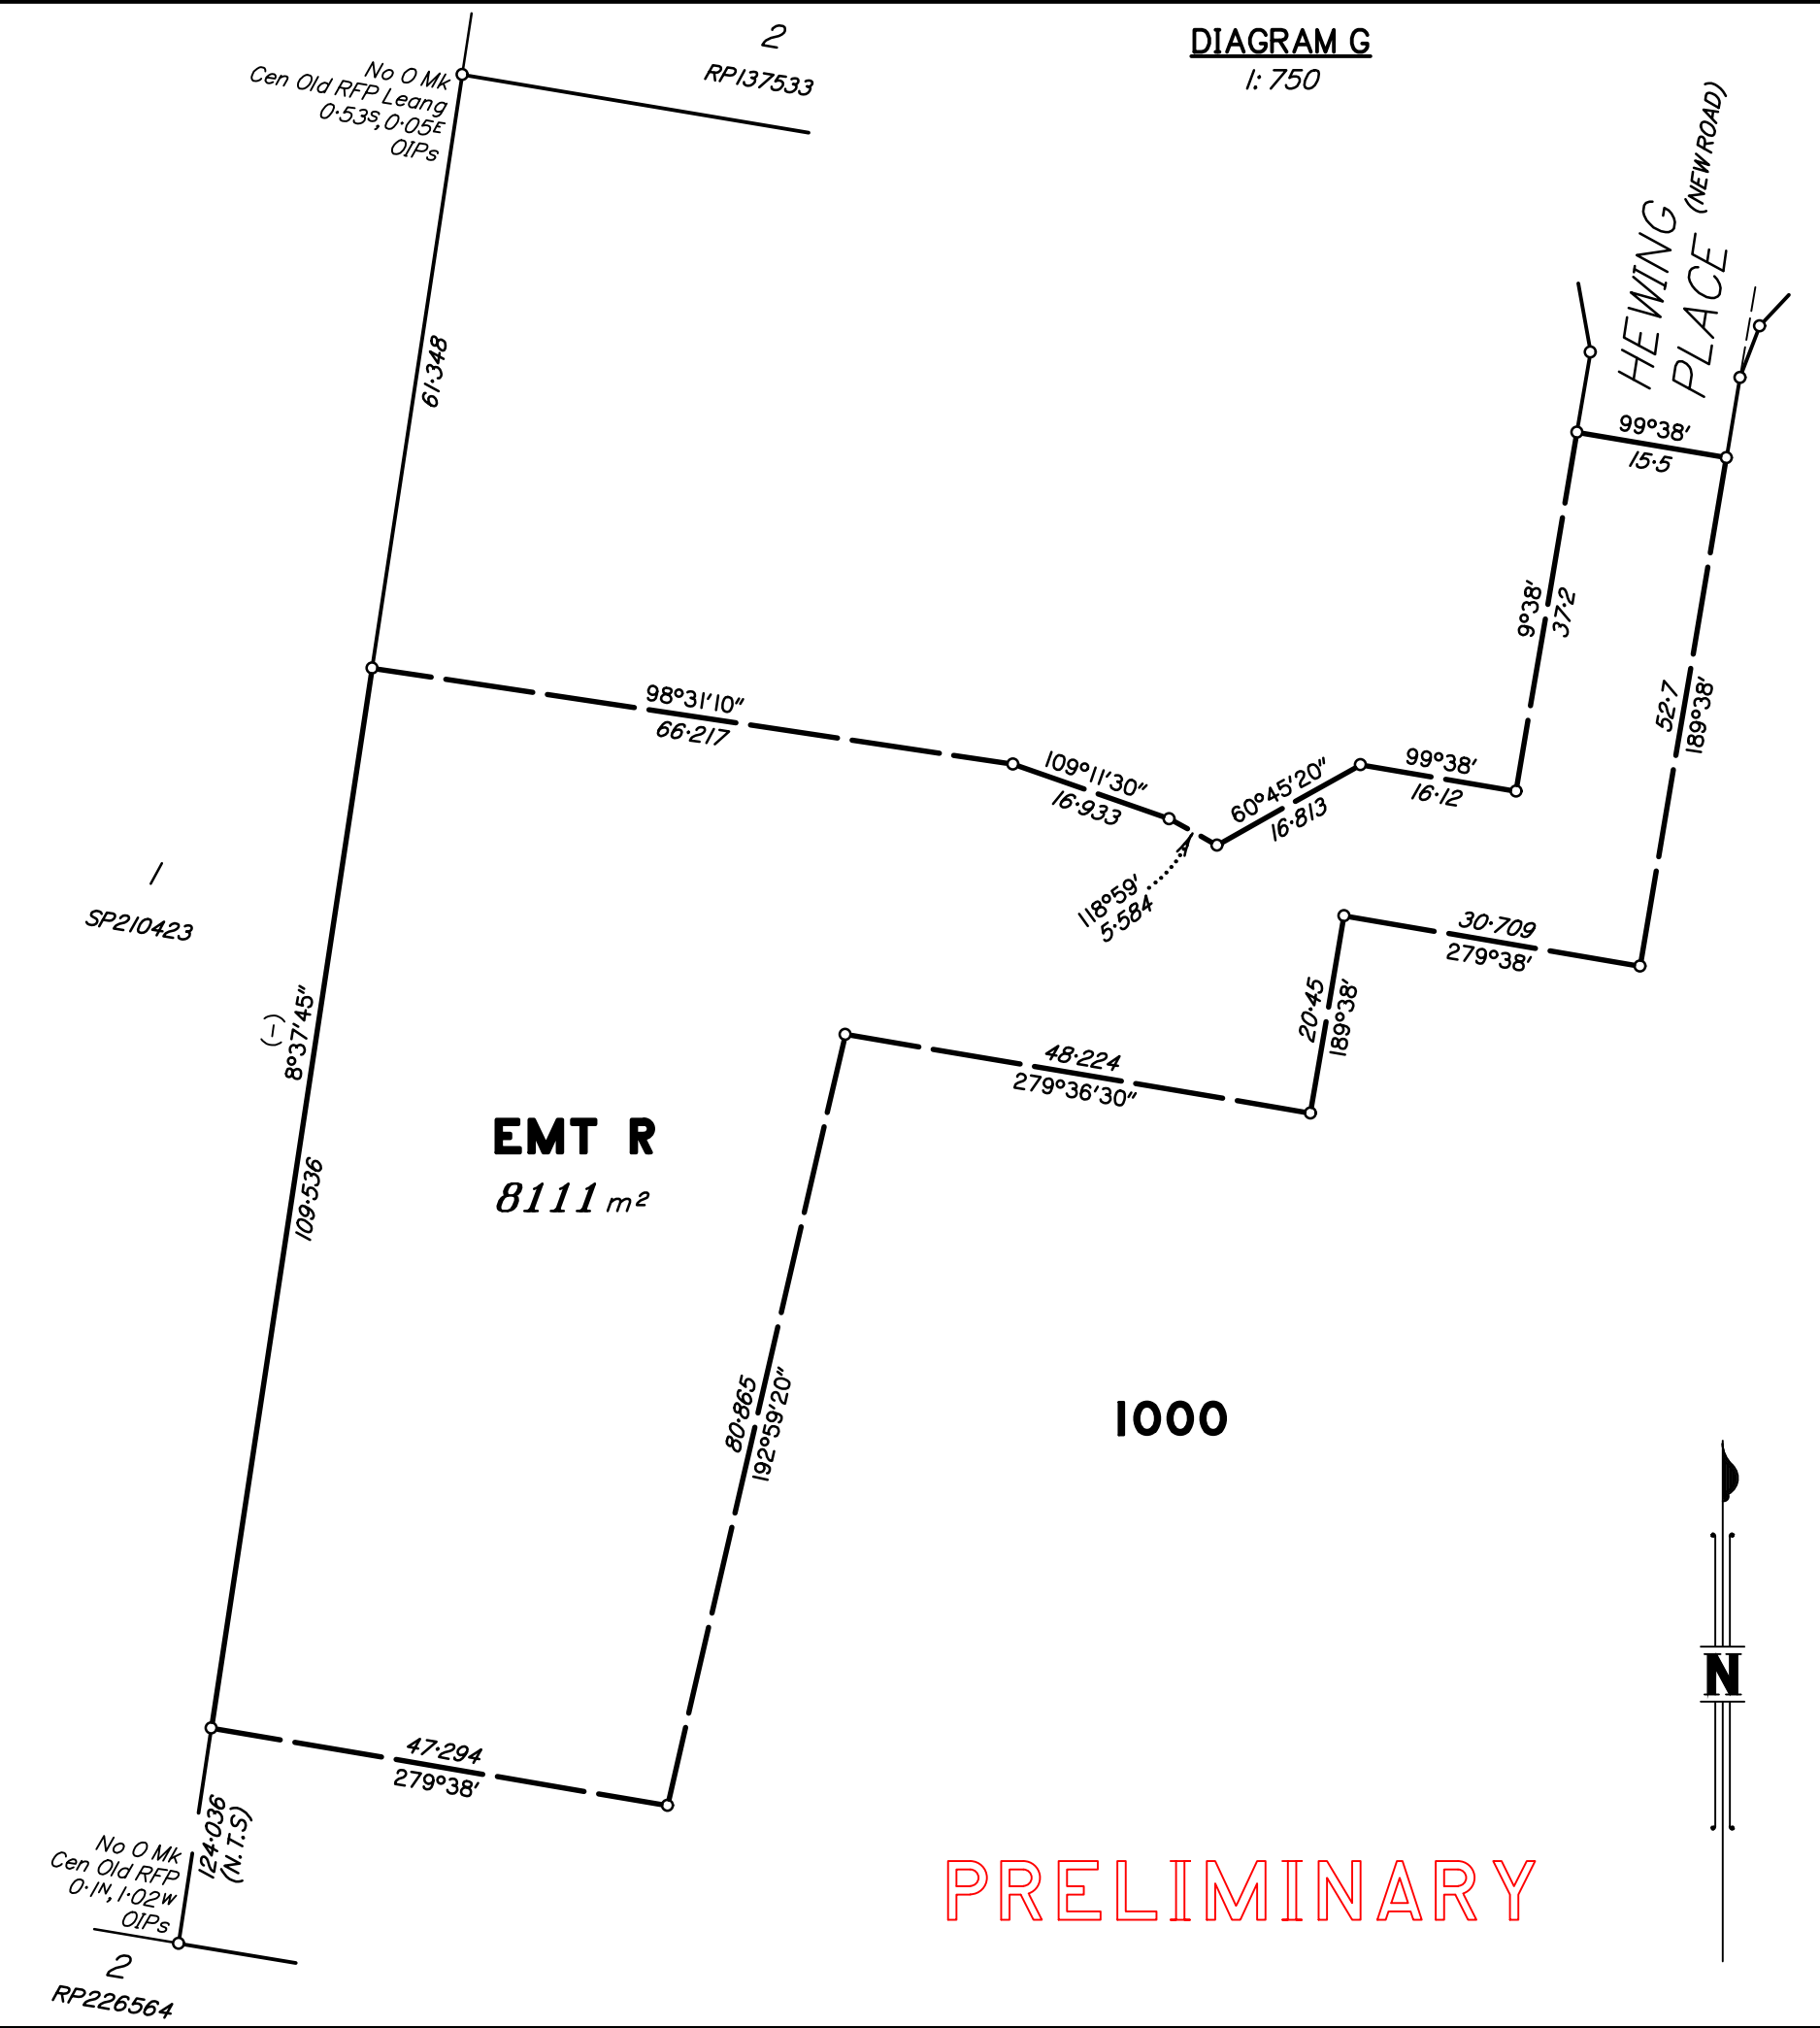 DIAGRAM G
1:750
2
RP137533
No O Mk
Cen Old RFP Leang
0·53S, 0·05E
OIPs
HEWING
PLACE (NEW ROAD)
61·348
99°38'
15·5
9°38'
37·2
52·7
189°38'
98°31'10"
66·217
109°11'30"
16·933
60°45'20"
16·813
99°38'
16·12
118°59'
5·584
1
SP210423
30·709
279°38'
20·45
189°38'
(-)
8°37'45"
109·536
48·224
279°36'30"
EMT R
8111 m²
80·865
192°59'20"
1000
47·294
279°38'
N
124·036
(N.T.S)
No O Mk
Cen Old RFP
0·1N, 1·02W
OIPs
2
RP226564
PRELIMINARY